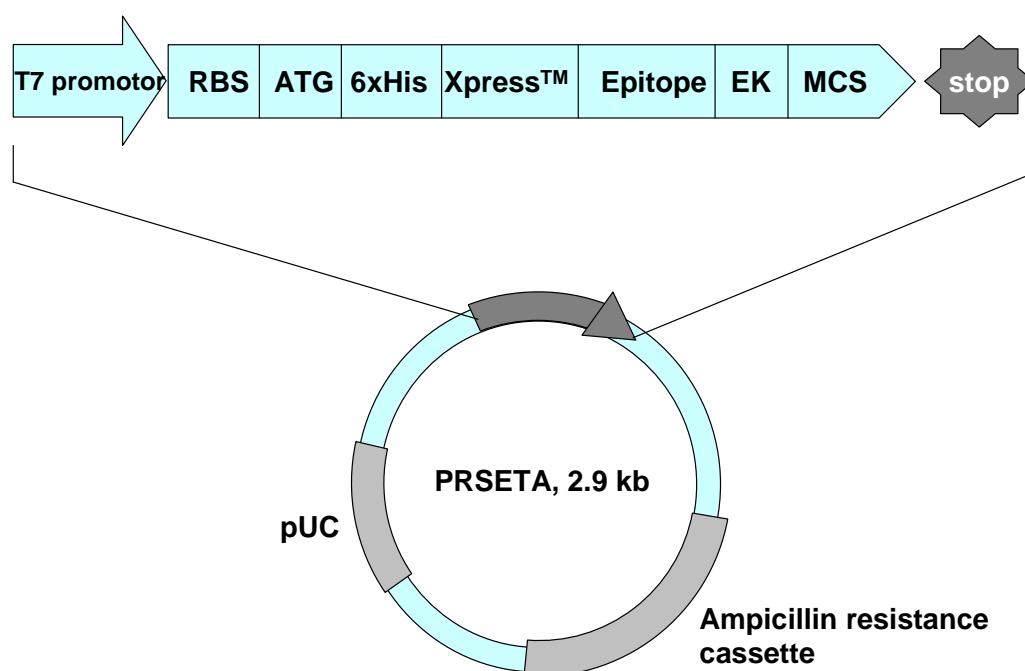 T7 promotor RBS ATG 6xHis Xpress™ Epitope EK MCS stop
PRSETA, 2.9 kb
pUC
Ampicillin resistance
cassette